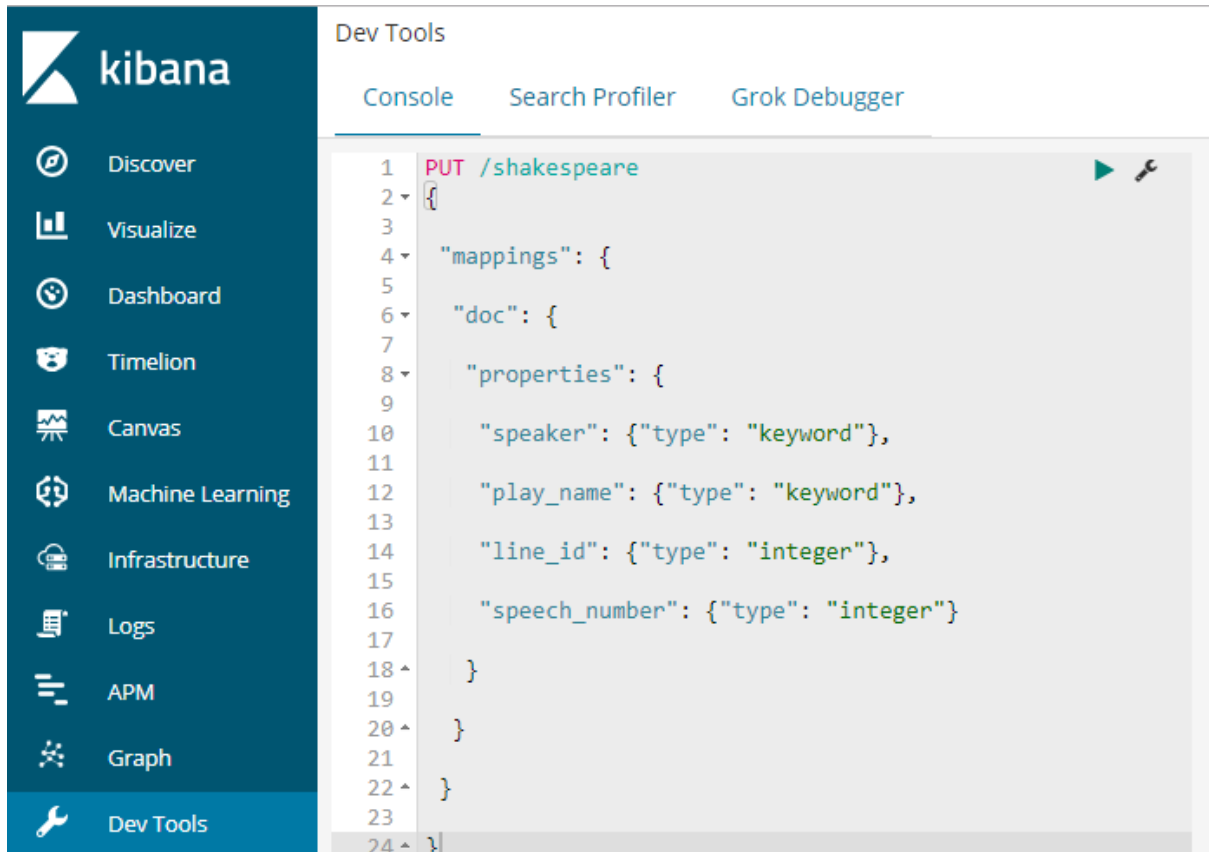 kibana
Discover
Visualize
Dashboard
Timelion
Canvas
Machine Learning
Infrastructure
Logs
APM
Graph
Dev Tools
Dev Tools
Console Search Profiler Grok Debugger
1 PUT /shakespeare
2 {
3
4 "mappings": {
5
6 "doc": {
7
8 "properties": {
9
10 "speaker": {"type": "keyword"},
11
12 "play_name": {"type": "keyword"},
13
14 "line_id": {"type": "integer"},
15
16 "speech_number": {"type": "integer"}
17
18 }
19
20 }
21
22 }
23
24 }